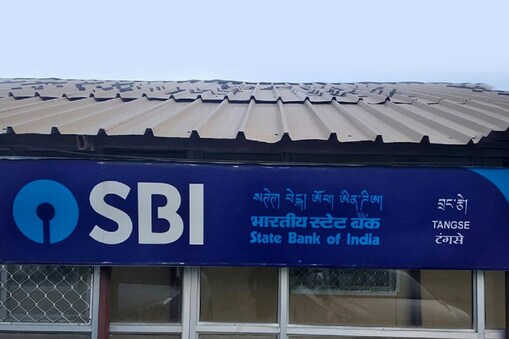 SBI
भारतीय स्टेट बैंक
State Bank of India
བྲང་རྩེ།
TANGSE
टंगसे